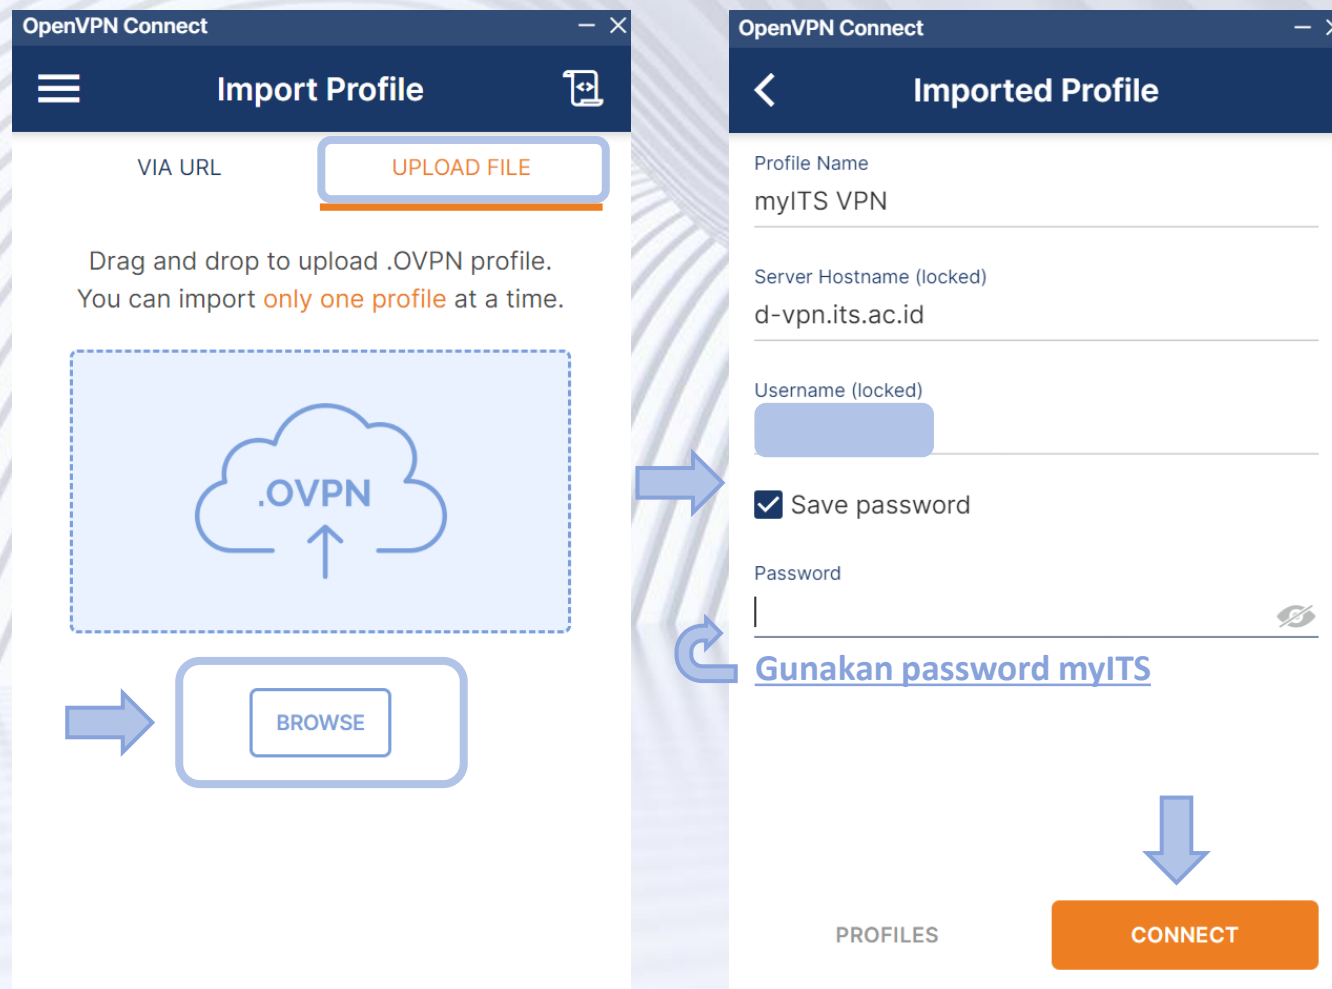 OpenVPN Connect
Import Profile
VIA URL
UPLOAD FILE
Drag and drop to upload .OVPN profile.
You can import only one profile at a time.
.OVPN
BROWSE
OpenVPN Connect
Imported Profile
Profile Name
myITS VPN
Server Hostname (locked)
d-vpn.its.ac.id
Username (locked)
Save password
Password
Gunakan password myITS
PROFILES
CONNECT